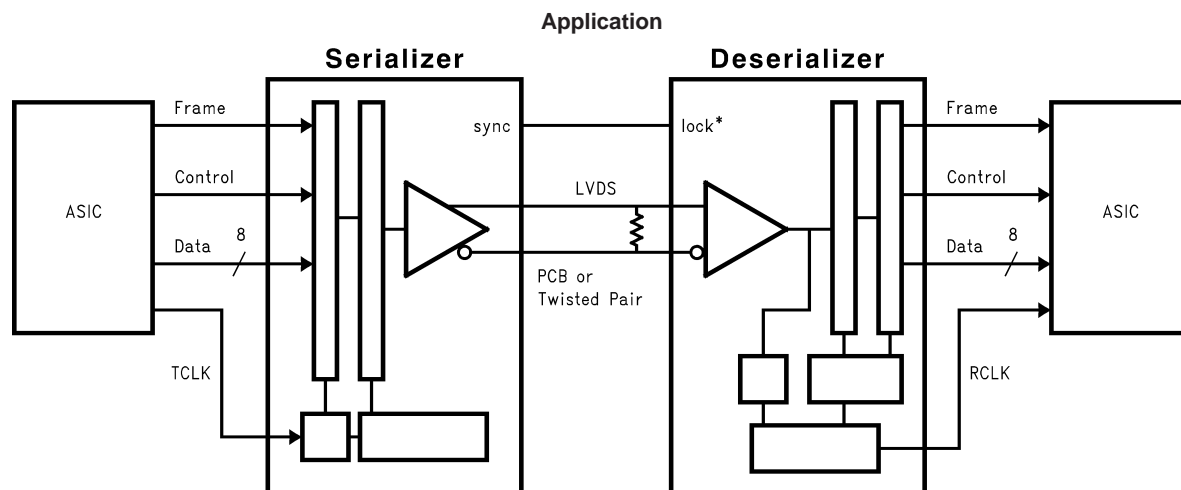 Application
Serializer
Deserializer
Frame
sync
lock*
Frame
Control
LVDS
Control
ASIC
ASIC
8
Data
8
Data
PCB or
Twisted Pair
TCLK
RCLK